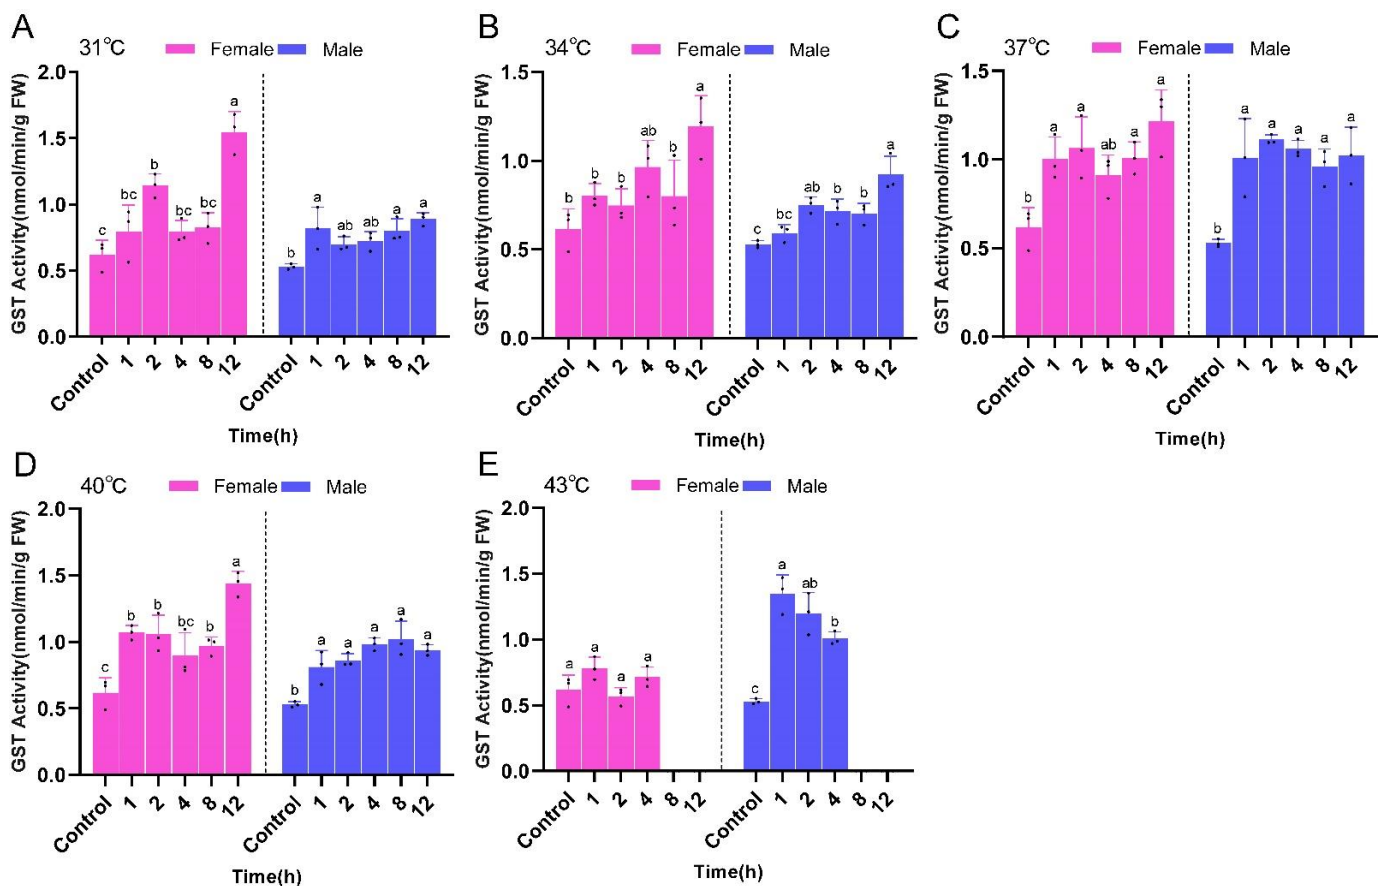 A
31℃ Female Male
GST Activity(nmol/min/g FW)
2.0
1.5
1.0
0.5
0.0
c bc b bc bc a b a ab ab a a
Control 1 2 4 8 12 Control 1 2 4 8 12
Time(h)
B
34℃ Female Male
GST Activity(nmol/min/g FW)
1.5
1.0
0.5
0.0
b b b ab b a c bc ab b b a
Control 1 2 4 8 12 Control 1 2 4 8 12
Time(h)
C
37℃ Female Male
GST Activity(nmol/min/g FW)
1.5
1.0
0.5
0.0
b a a ab a a b a a a a a
Control 1 2 4 8 12 Control 1 2 4 8 12
Time(h)
D
40℃ Female Male
GST Activity(nmol/min/g FW)
2.0
1.5
1.0
0.5
0.0
c b b bc b a b a a a a a
Control 1 2 4 8 12 Control 1 2 4 8 12
Time(h)
E
43℃ Female Male
GST Activity(nmol/min/g FW)
2.0
1.5
1.0
0.5
0.0
a a a a c a ab b
Control 1 2 4 8 12 Control 1 2 4 8 12
Time(h)